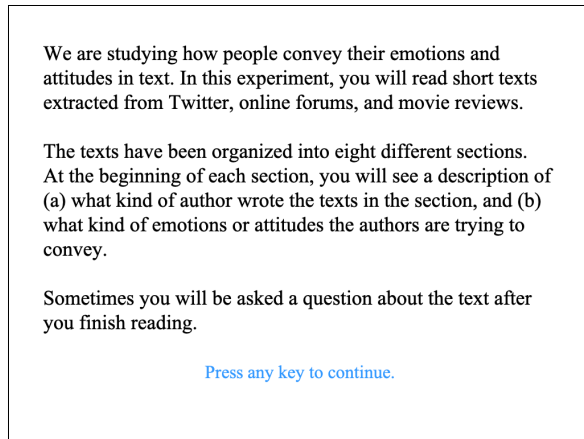 We are studying how people convey their emotions and
attitudes in text. In this experiment, you will read short texts
extracted from Twitter, online forums, and movie reviews.
The texts have been organized into eight different sections.
At the beginning of each section, you will see a description of
(a) what kind of author wrote the texts in the section, and (b)
what kind of emotions or attitudes the authors are trying to
convey.
Sometimes you will be asked a question about the text after
you finish reading.
Press any key to continue.